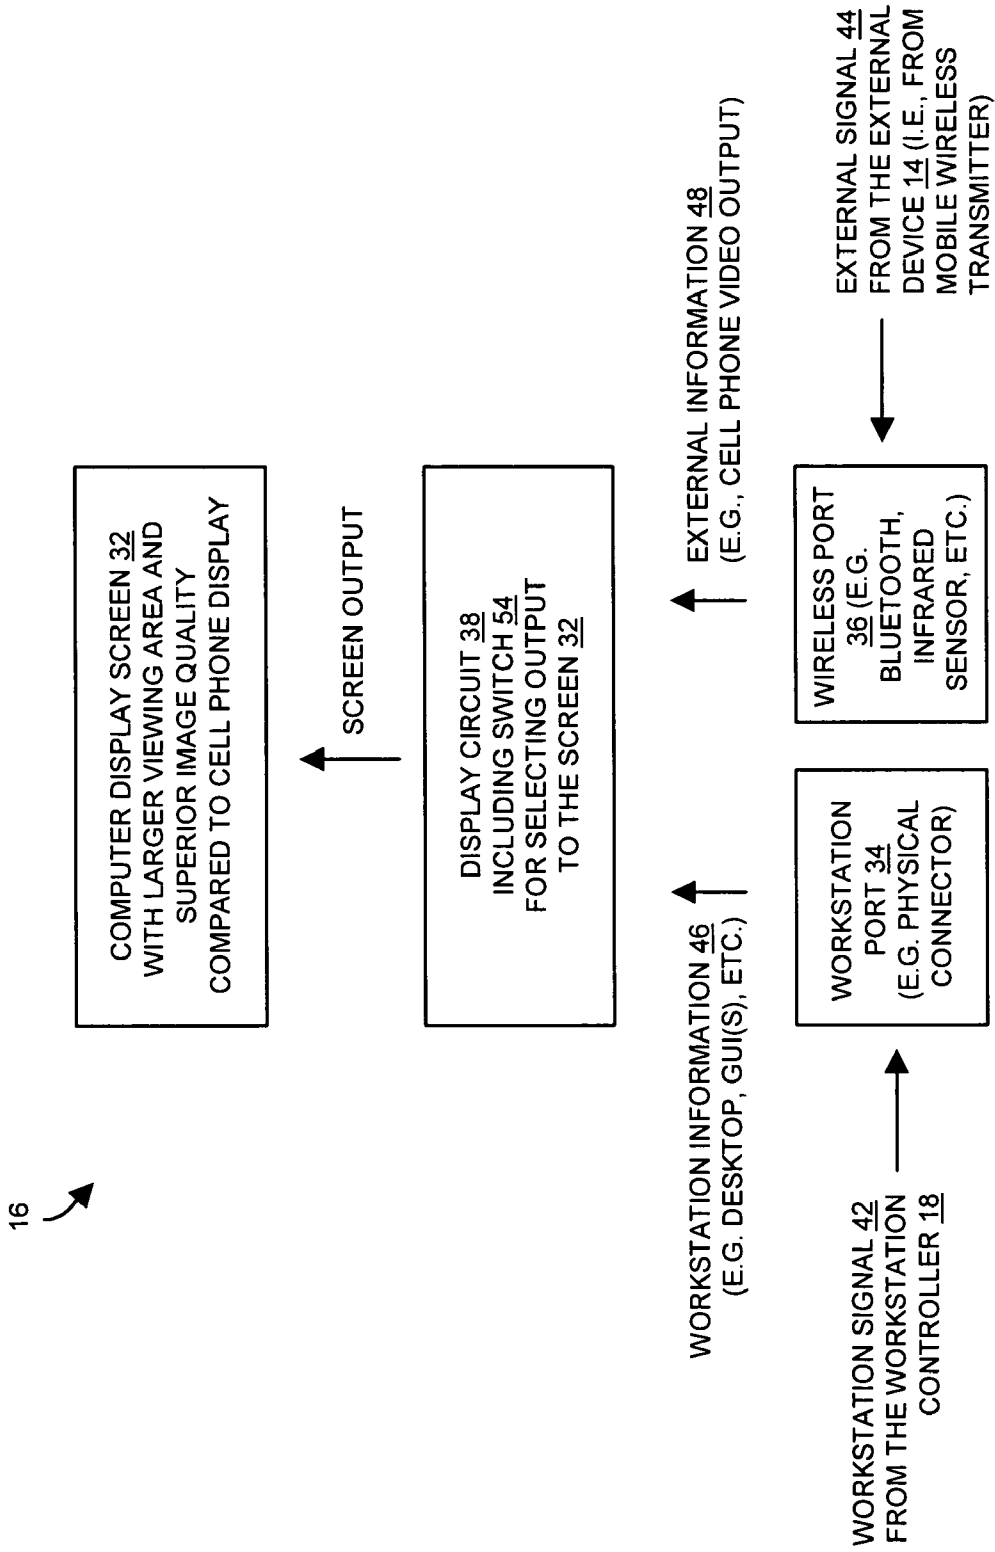 16
COMPUTER DISPLAY SCREEN 32
WITH LARGER VIEWING AREA AND
SUPERIOR IMAGE QUALITY
COMPARED TO CELL PHONE DISPLAY
SCREEN OUTPUT
DISPLAY CIRCUIT 38
INCLUDING SWITCH 54
FOR SELECTING OUTPUT
TO THE SCREEN 32
WORKSTATION INFORMATION 46
(E.G. DESKTOP, GUI(S), ETC.)
EXTERNAL INFORMATION 48
(E.G., CELL PHONE VIDEO OUTPUT)
WORKSTATION SIGNAL 42
FROM THE WORKSTATION
CONTROLLER 18
WORKSTATION
PORT 34
(E.G. PHYSICAL
CONNECTOR)
WIRELESS PORT
36 (E.G.
BLUETOOTH,
INFRARED
SENSOR, ETC.)
EXTERNAL SIGNAL 44
FROM THE EXTERNAL
DEVICE 14 (I.E., FROM
MOBILE WIRELESS
TRANSMITTER)